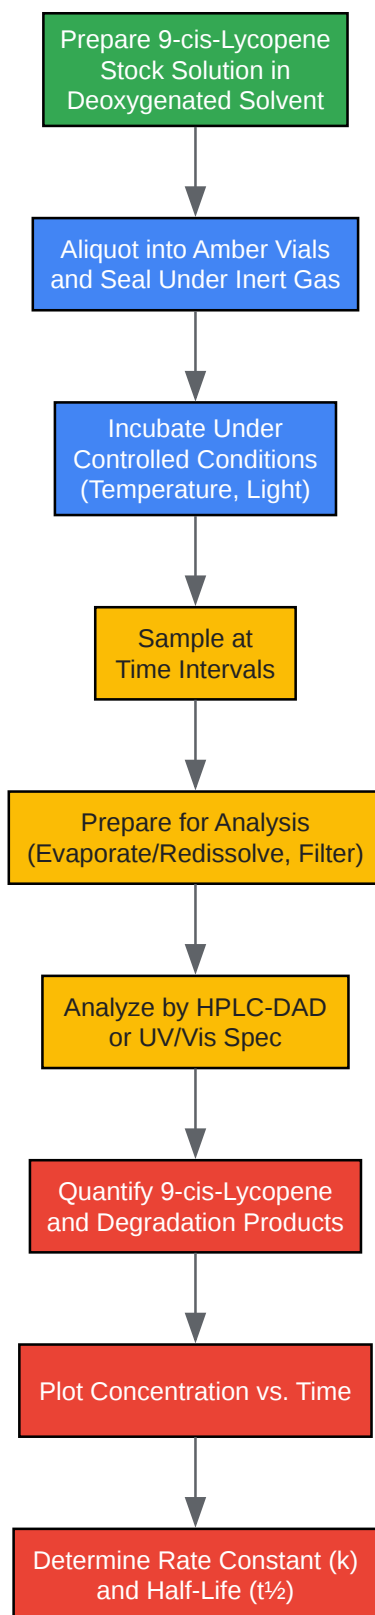 Prepare 9-cis-Lycopene
Stock Solution in
Deoxygenated Solvent
Aliquot into Amber Vials
and Seal Under Inert Gas
Incubate Under
Controlled Conditions
(Temperature, Light)
Sample at
Time Intervals
Prepare for Analysis
(Evaporate/Redissolve, Filter)
Analyze by HPLC-DAD
or UV/Vis Spec
Quantify 9-cis-Lycopene
and Degradation Products
Plot Concentration vs. Time
Determine Rate Constant (k)
and Half-Life (t½)